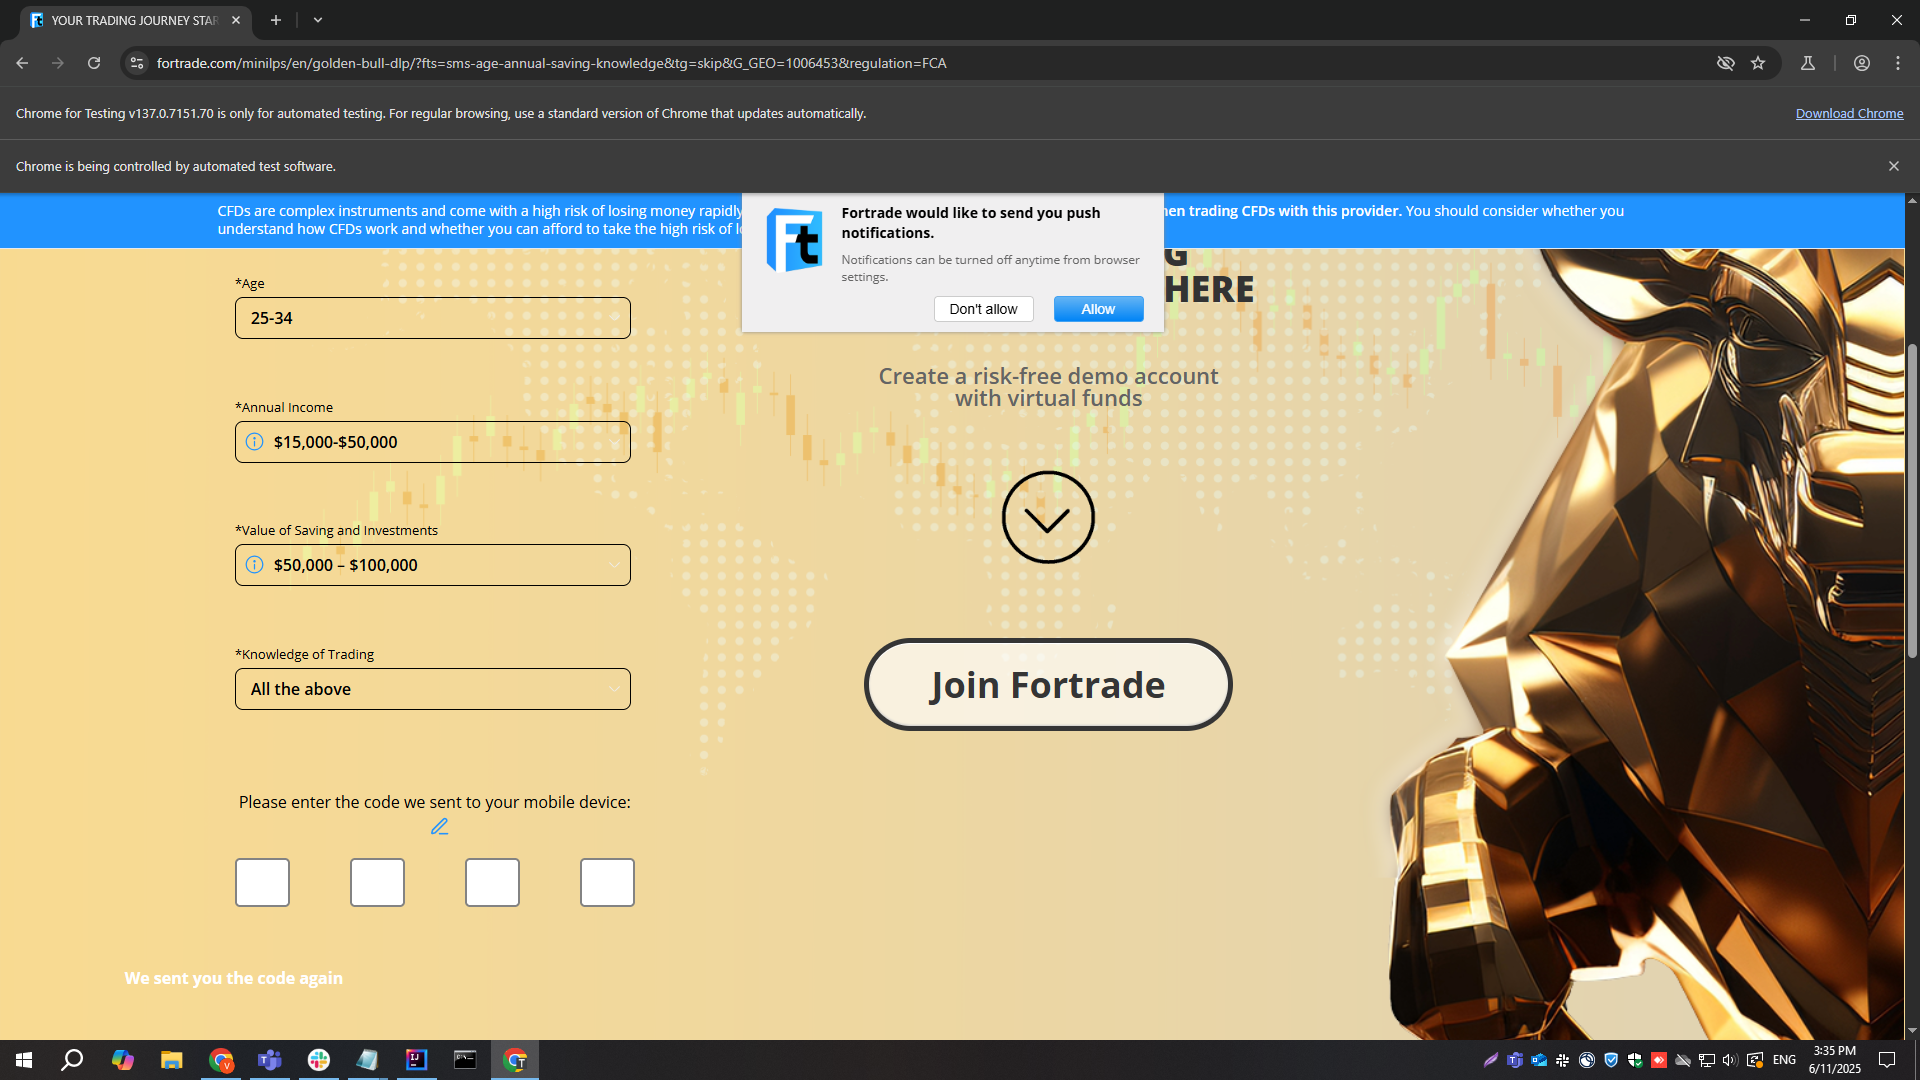 YOUR TRADING JOURNEY STAR
fortrade.com/minilps/en/golden-bull-dlp/?fts=sms-age-annual-saving-knowledge&tg=skip&G_GEO=1006453&regulation=FCA
Chrome for Testing v137.0.7151.70 is only for automated testing. For regular browsing, use a standard version of Chrome that updates automatically.
Download Chrome
Chrome is being controlled by automated test software.
CFDs are complex instruments and come with a high risk of losing money rapidly
hen trading CFDs with this provider. You should consider whether you
understand how CFDs work and whether you can afford to take the high risk of lo
Ft
Fortrade would like to send you push
notifications.
Notifications can be turned off anytime from browser
settings.
Don't allow
Allow
G
HERE
*Age
25-34
*Annual Income
$15,000-$50,000
*Value of Saving and Investments
$50,000 – $100,000
*Knowledge of Trading
All the above
Please enter the code we sent to your mobile device:
We sent you the code again
Create a risk-free demo account
with virtual funds
Join Fortrade
ENG
3:35 PM
6/11/2025